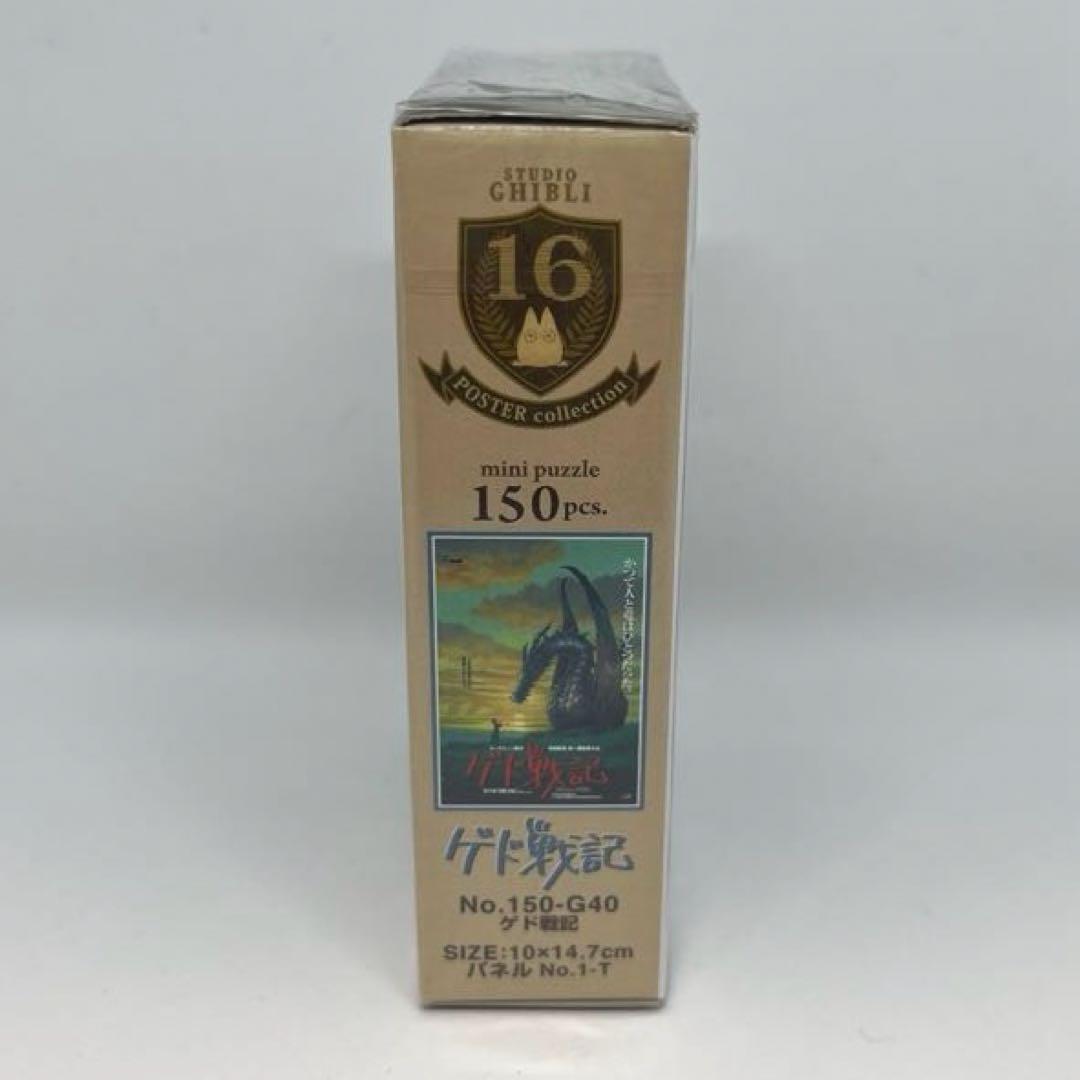 STUDIO
GHIBLI
16
POSTER collection
mini puzzle
150pcs.
ゲド戦記
ゲド戦記
No.150-G40
ゲド戦記
SIZE:10×14.7cm
パネル No.1-T